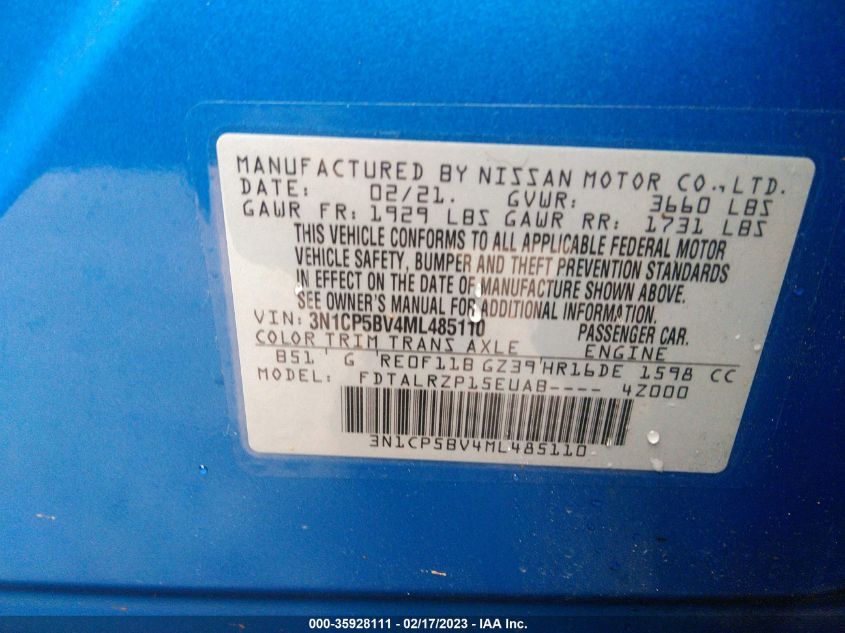 MANUFACTURED BY NISSAN MOTOR CO.,LTD.
DATE: 02/21. GVWR: 3660 LBS
GAWR FR: 1929 LBS GAWR RR: 1731 LBS
THIS VEHICLE CONFORMS TO ALL APPLICABLE FEDERAL MOTOR
VEHICLE SAFETY, BUMPER AND THEFT PREVENTION STANDARDS
IN EFFECT ON THE DATE OF MANUFACTURE SHOWN ABOVE.
SEE OWNER'S MANUAL FOR ADDITIONAL INFORMATION.
VIN: 3N1CP5BV4ML485110 PASSENGER CAR.
COLOR TRIM TRANS AXLE ENGINE
B51 ' G RE0F11B GZ39 'HR16DE 1598 CC
MODEL: FDTALRZP15EUAB---- 4Z000
3N1CP5BV4ML485110
000-35928111 - 02/17/2023 - IAA Inc.